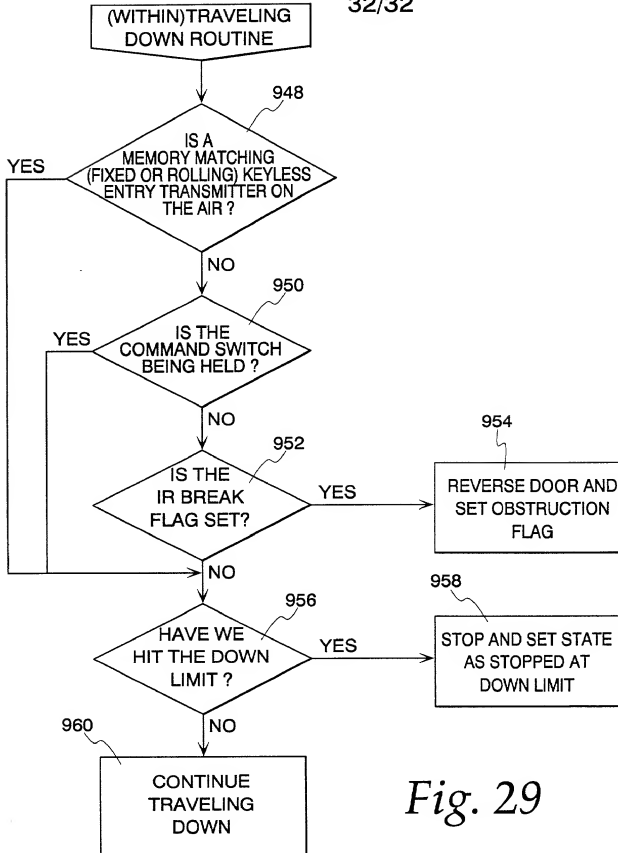 32/32
(WITHIN)TRAVELING
DOWN ROUTINE
948
IS A
MEMORY MATCHING
(FIXED OR ROLLING) KEYLESS
ENTRY TRANSMITTER ON
THE AIR ?
YES
NO
950
IS THE
COMMAND SWITCH
BEING HELD ?
YES
NO
952
IS THE
IR BREAK
FLAG SET?
YES
954
REVERSE DOOR AND
SET OBSTRUCTION
FLAG
NO
956
HAVE WE
HIT THE DOWN
LIMIT ?
YES
958
STOP AND SET STATE
AS STOPPED AT
DOWN LIMIT
NO
960
CONTINUE
TRAVELING
DOWN
Fig. 29